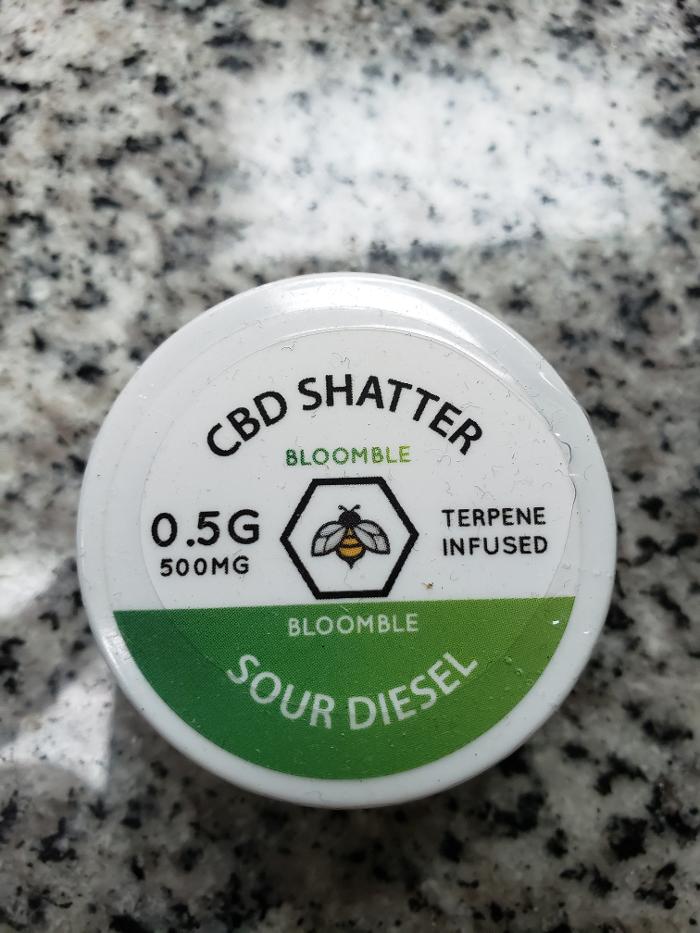 CBD SHATTER
BLOOMBLE
0.5G
500MG
TERPENE
INFUSED
BLOOMBLE
SOUR DIESEL